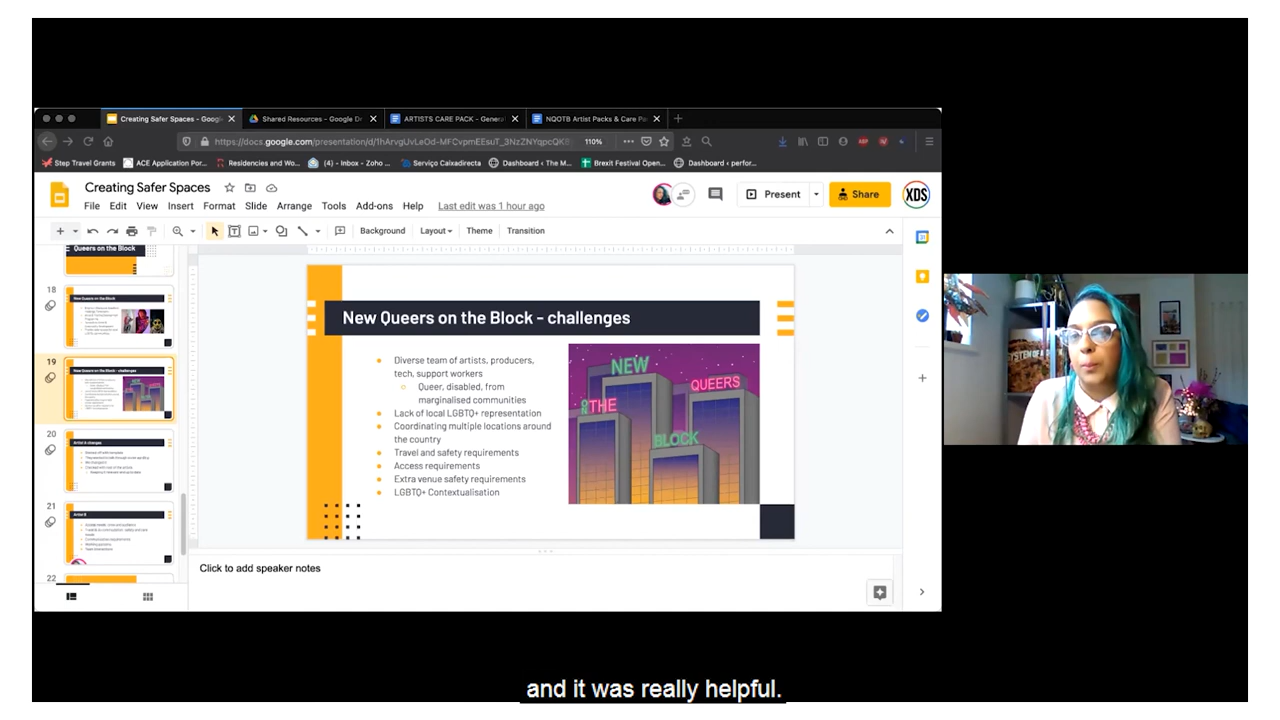 Creating Safer Spaces - Googl
Shared Resources - Google Dr
ARTISTS CARE PACK - General
NQOTB Artist Packs & Care Pa
110%
Step Travel Grants
ACE Application Por...
Residencies and Wo...
(4) - Inbox - Zoho ...
Serviço Caixadirecta
Dashboard ‹ The M...
Brexit Festival Open...
Dashboard ‹ perfor...
Creating Safer Spaces
Present
Share
XDS
File Edit View Insert Format Slide Arrange Tools Add-ons Help Last edit was 1 hour ago
Background Layout Theme Transition
Queers on the Block
18
New Queers on the Block
19
New Queers on the Block - challenges
20
Artist A changes
21
Artist B
22
New Queers on the Block - challenges
Diverse team of artists, producers,
tech, support workers
Queer, disabled, from
marginalised communities
Lack of local LGBTQ+ representation
Coordinating multiple locations around
the country
Travel and safety requirements
Access requirements
Extra venue safety requirements
LGBTQ+ Contextualisation
NEW
QUEERS
ON
THE
BLOCK
Click to add speaker notes
and it was really helpful.